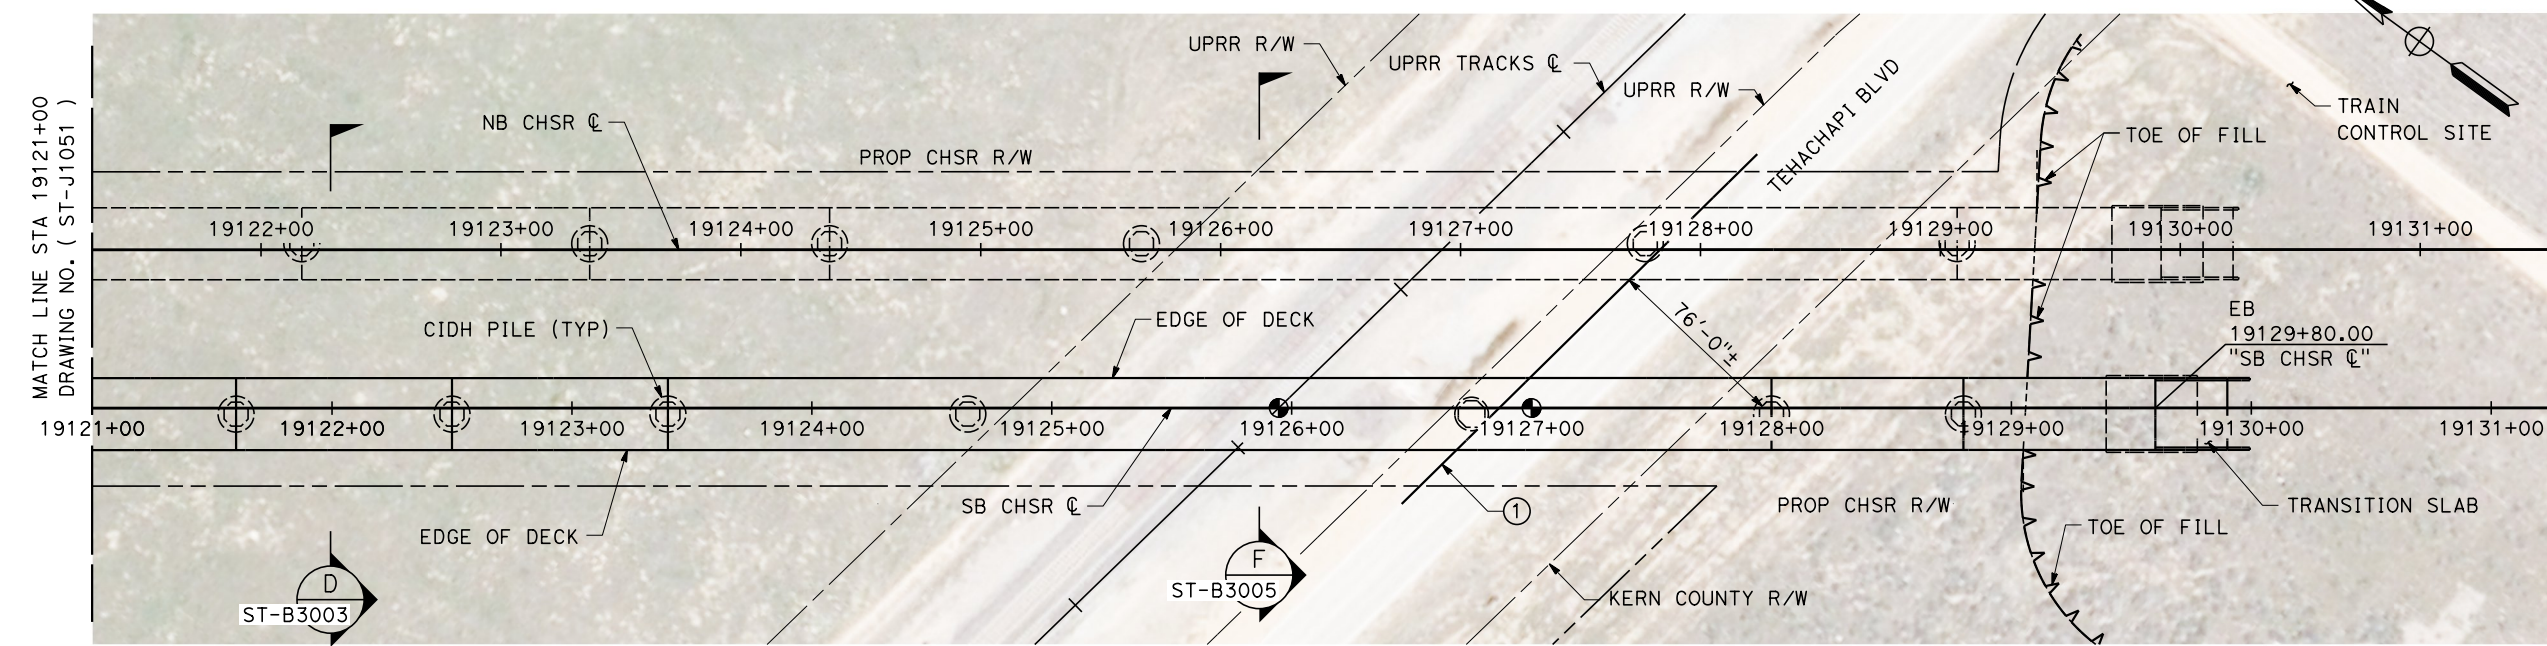 MATCH LINE STA 19121+00
DRAWING NO. ( ST-J1051 )
UPRR R/W
UPRR TRACKS ℄
UPRR R/W
TEHACHAPI BLVD
TRAIN
CONTROL SITE
NB CHSR ℄
PROP CHSR R/W
TOE OF FILL
19122+00
19123+00
19124+00
19125+00
19126+00
19127+00
19128+00
19129+00
19130+00
19131+00
CIDH PILE (TYP)
EDGE OF DECK
76'-0"±
EB
19129+80.00
"SB CHSR ℄"
19121+00
19122+00
19123+00
19124+00
19125+00
19126+00
19127+00
19128+00
19129+00
19130+00
19131+00
EDGE OF DECK
SB CHSR ℄
1
PROP CHSR R/W
TRANSITION SLAB
TOE OF FILL
D
ST-B3003
F
ST-B3005
KERN COUNTY R/W